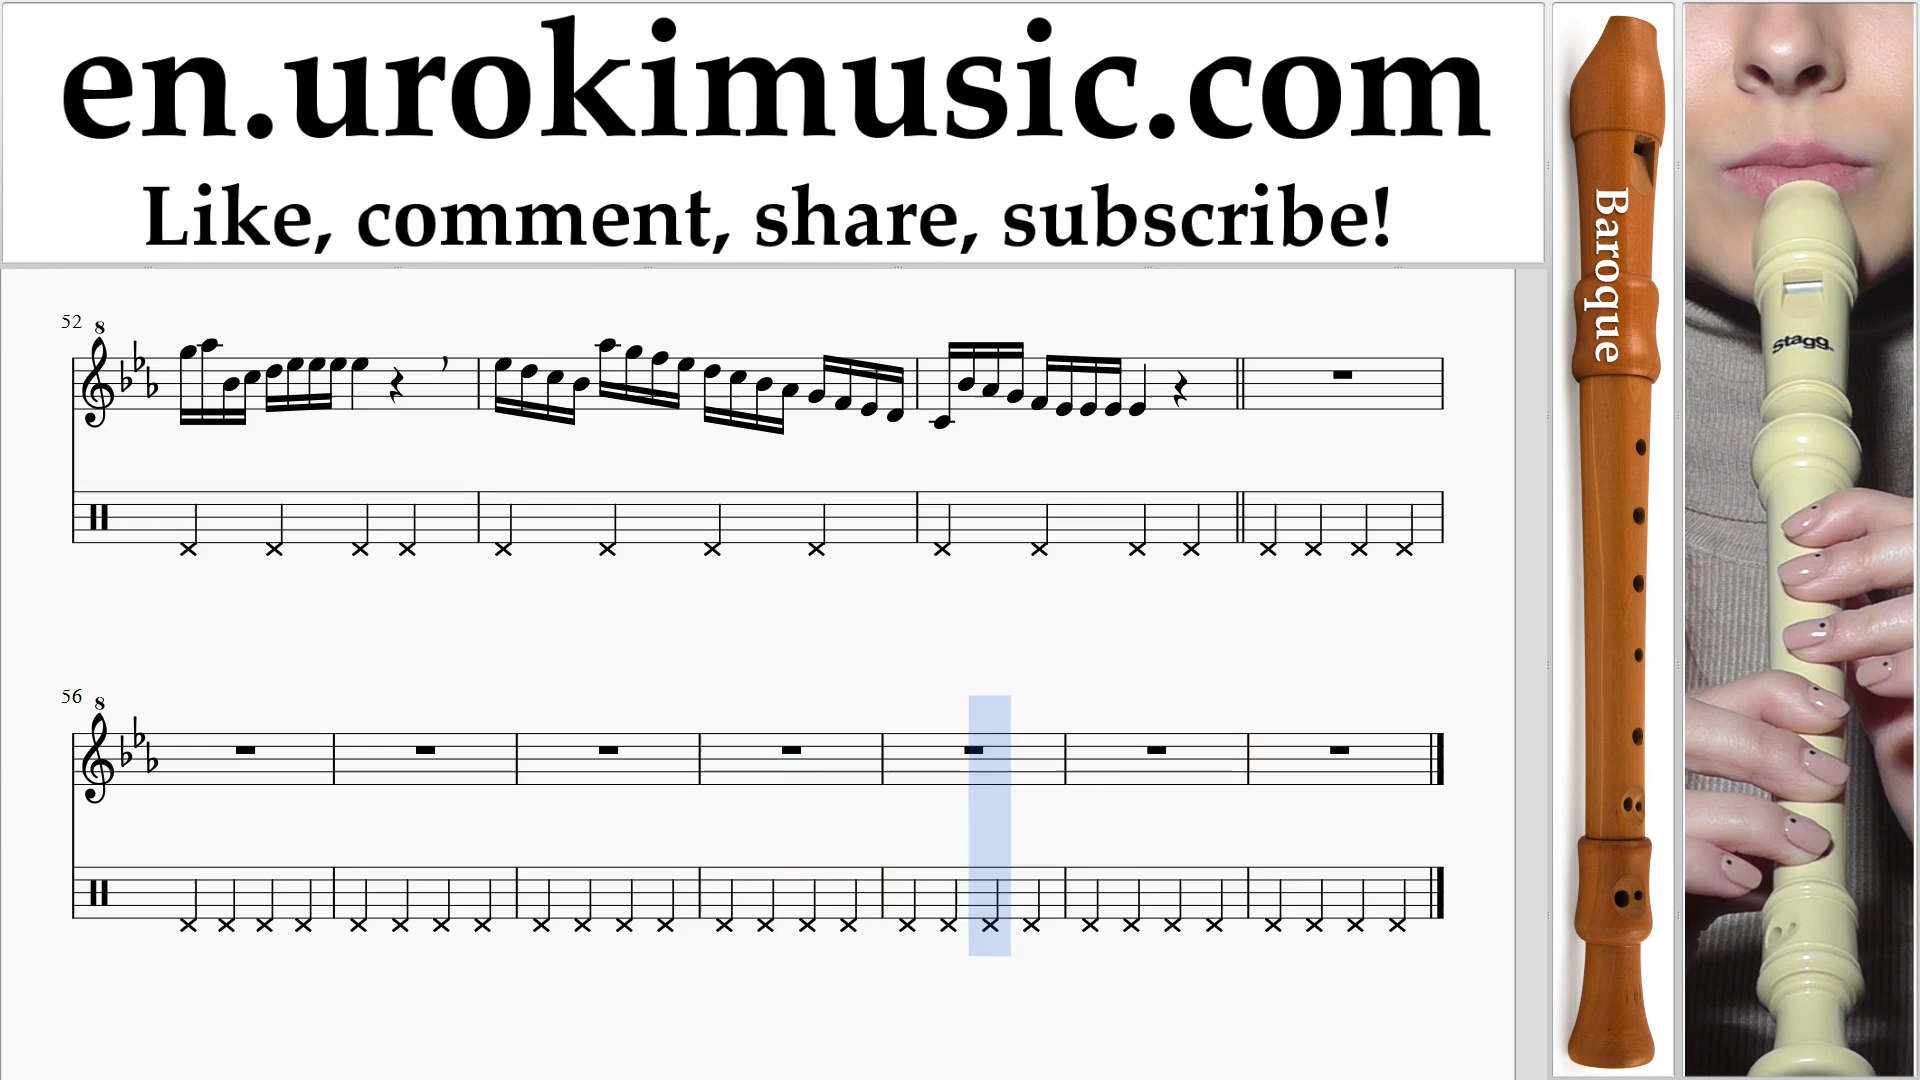 en.urokimusic.com
Like, comment, share, subscribe!
Baroque
Stagg
52
8
56
8